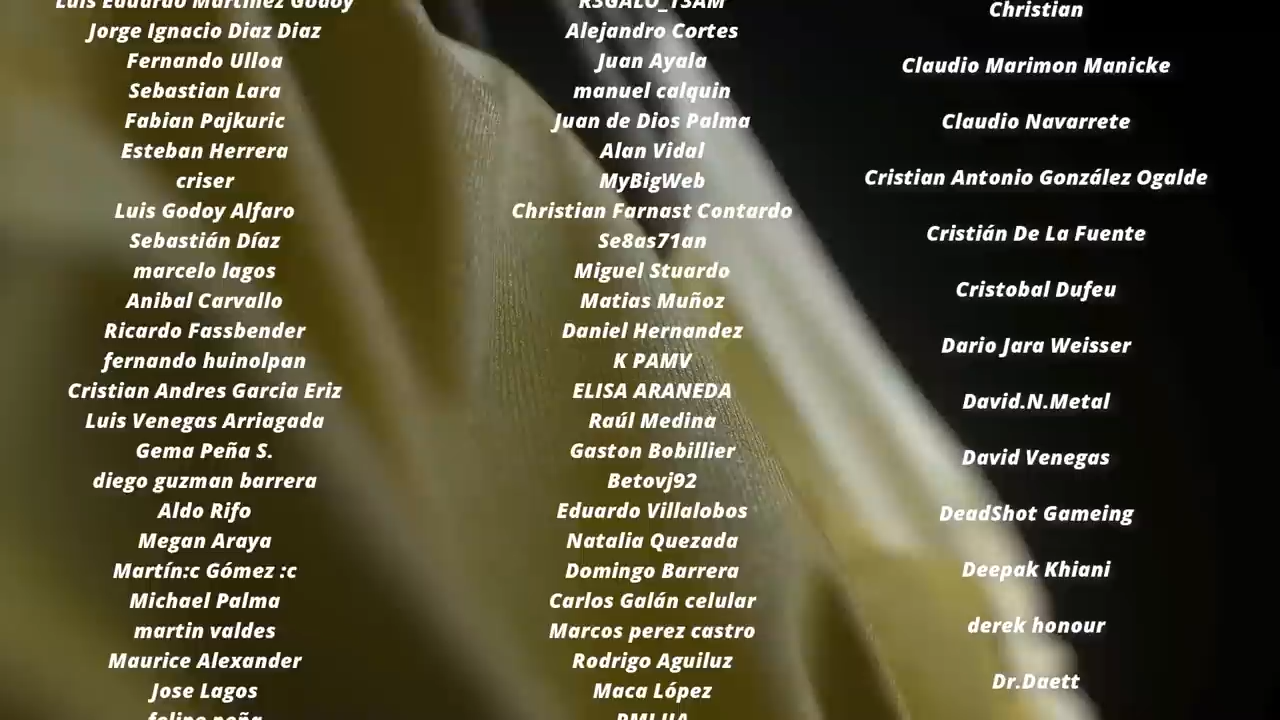 Luis Eduardo Martinez Godoy
Jorge Ignacio Diaz Diaz
Fernando Ulloa
Sebastian Lara
Fabian Pajkuric
Esteban Herrera
criser
Luis Godoy Alfaro
Sebastián Díaz
marcelo lagos
Anibal Carvallo
Ricardo Fassbender
fernando huinolpan
Cristian Andres Garcia Eriz
Luis Venegas Arriagada
Gema Peña S.
diego guzman barrera
Aldo Rifo
Megan Araya
Martín:c Gómez :c
Michael Palma
martin valdes
Maurice Alexander
Jose Lagos
felipe peña
Alejandro Cortes
Juan Ayala
manuel calquin
Juan de Dios Palma
Alan Vidal
MyBigWeb
Christian Farnast Contardo
Se8as71an
Miguel Stuardo
Matias Muñoz
Daniel Hernandez
K PAMV
ELISA ARANEDA
Raúl Medina
Gaston Bobillier
Betovj92
Eduardo Villalobos
Natalia Quezada
Domingo Barrera
Carlos Galán celular
Marcos perez castro
Rodrigo Aguiluz
Maca López
Christian
Claudio Marimon Manicke
Claudio Navarrete
Cristian Antonio González Ogalde
Cristián De La Fuente
Cristobal Dufeu
Dario Jara Weisser
David.N.Metal
David Venegas
DeadShot Gameing
Deepak Khiani
derek honour
Dr.Daett